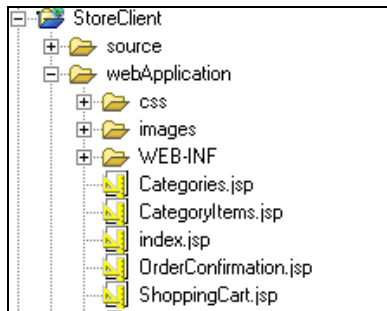 StoreClient
source
webApplication
css
images
WEB-INF
Categories.jsp
CategoryItems.jsp
index.jsp
OrderConfirmation.jsp
ShoppingCart.jsp